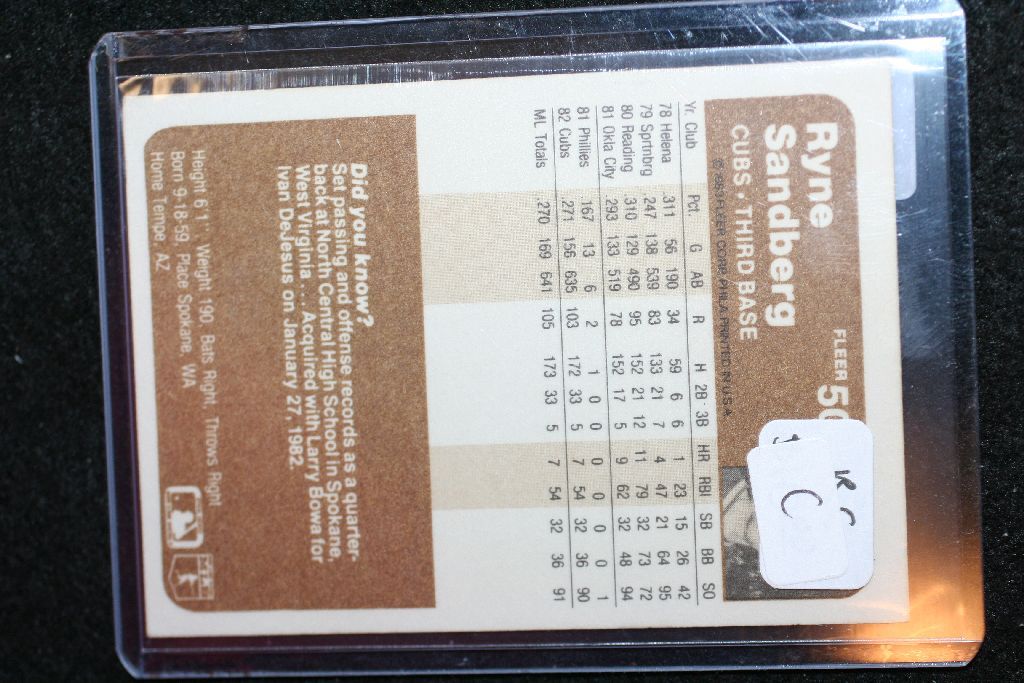 FLEER
Ryne
Sandberg
CUBS • THIRD BASE
© 1983 FLEER CORP. PHILA. PRINTED IN U.S.A.
C
Yr. Club Pct. G AB R H 2B 3B HR RBI SB BB SO
78 Helena .311 56 190 34 59 6 6 1 23 15 26 42
79 Sprtnbrg .247 138 539 83 133 21 7 4 47 21 64 95
80 Reading .310 129 490 95 152 21 12 11 79 32 73 72
81 Okla City .293 133 519 78 152 17 5 9 62 32 48 94
81 Phillies .167 13 6 2 1 0 0 0 0 0 0 1
82 Cubs .271 156 635 103 172 33 5 7 54 32 36 90
ML Totals .270 169 641 105 173 33 5 7 54 32 36 91
Did you know?
Set passing and offense records as a quarter-
back at North Central High School in Spokane,
West Virginia . . . Acquired with Larry Bowa for
Ivan DeJesus on January 27, 1982.
Height 6'1" Weight 190. Bats Right, Throws Right
Born 9-18-59, Place Spokane, WA
Home Tempe, AZ